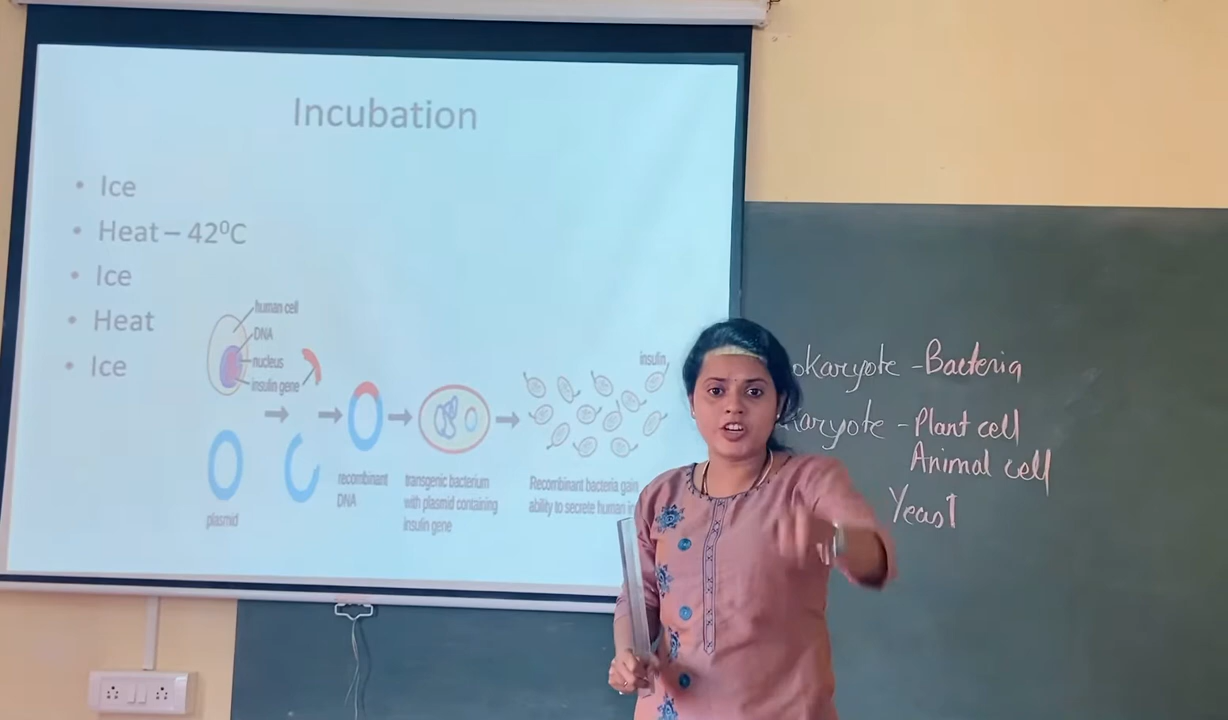 Incubation
• Ice
• Heat – 42⁰C
• Ice
• Heat
• Ice
human cell
DNA
nucleus
insulin gene
plasmid
recombinant
DNA
transgenic bacterium
with plasmid containing
insulin gene
insulin
Recombinant bacteria gain
ability to secrete human in
okaryote - Bacteria
karyote - Plant cell
Animal cell
Yeast